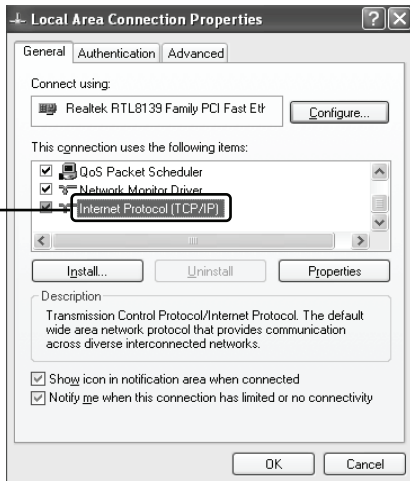 Local Area Connection Properties
General Authentication Advanced
Connect using:
Realtek RTL8139 Family PCI Fast Eth
Configure...
This connection uses the following items:
QoS Packet Scheduler
Network Monitor Driver
Internet Protocol (TCP/IP)
Install... Uninstall Properties
Description
Transmission Control Protocol/Internet Protocol. The default
wide area network protocol that provides communication
across diverse interconnected networks.
Show icon in notification area when connected
Notify me when this connection has limited or no connectivity
OK Cancel